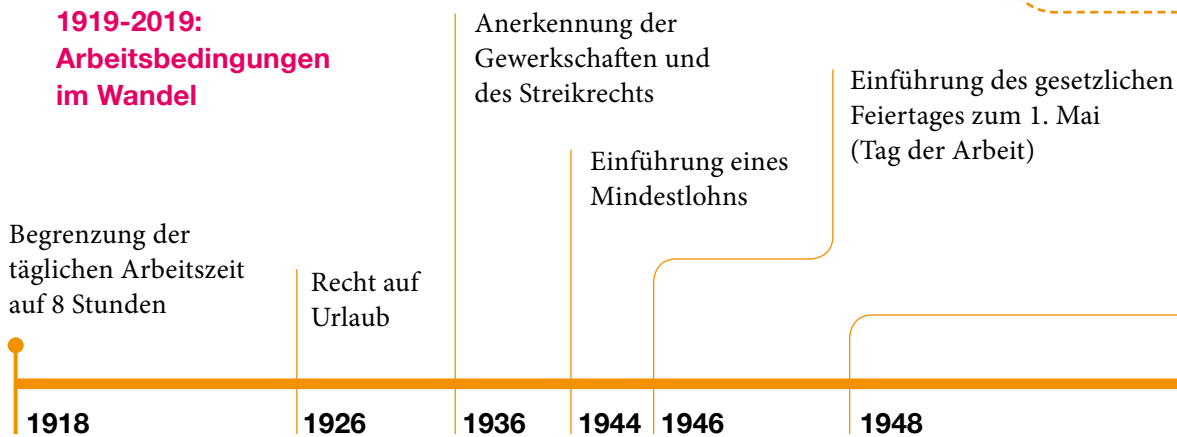 1919-2019:
Arbeitsbedingungen
im Wandel
Anerkennung der
Gewerkschaften und
des Streikrechts
Einführung des gesetzlichen
Feiertages zum 1. Mai
(Tag der Arbeit)
Einführung eines
Mindestlohns
Begrenzung der
täglichen Arbeitszeit
auf 8 Stunden
Recht auf
Urlaub
1918
1926
1936
1944
1946
1948